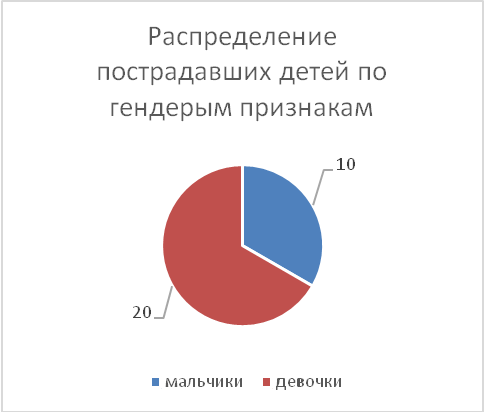 Распределение
пострадавших детей по
гендерым признакам
10
20
мальчики девочки